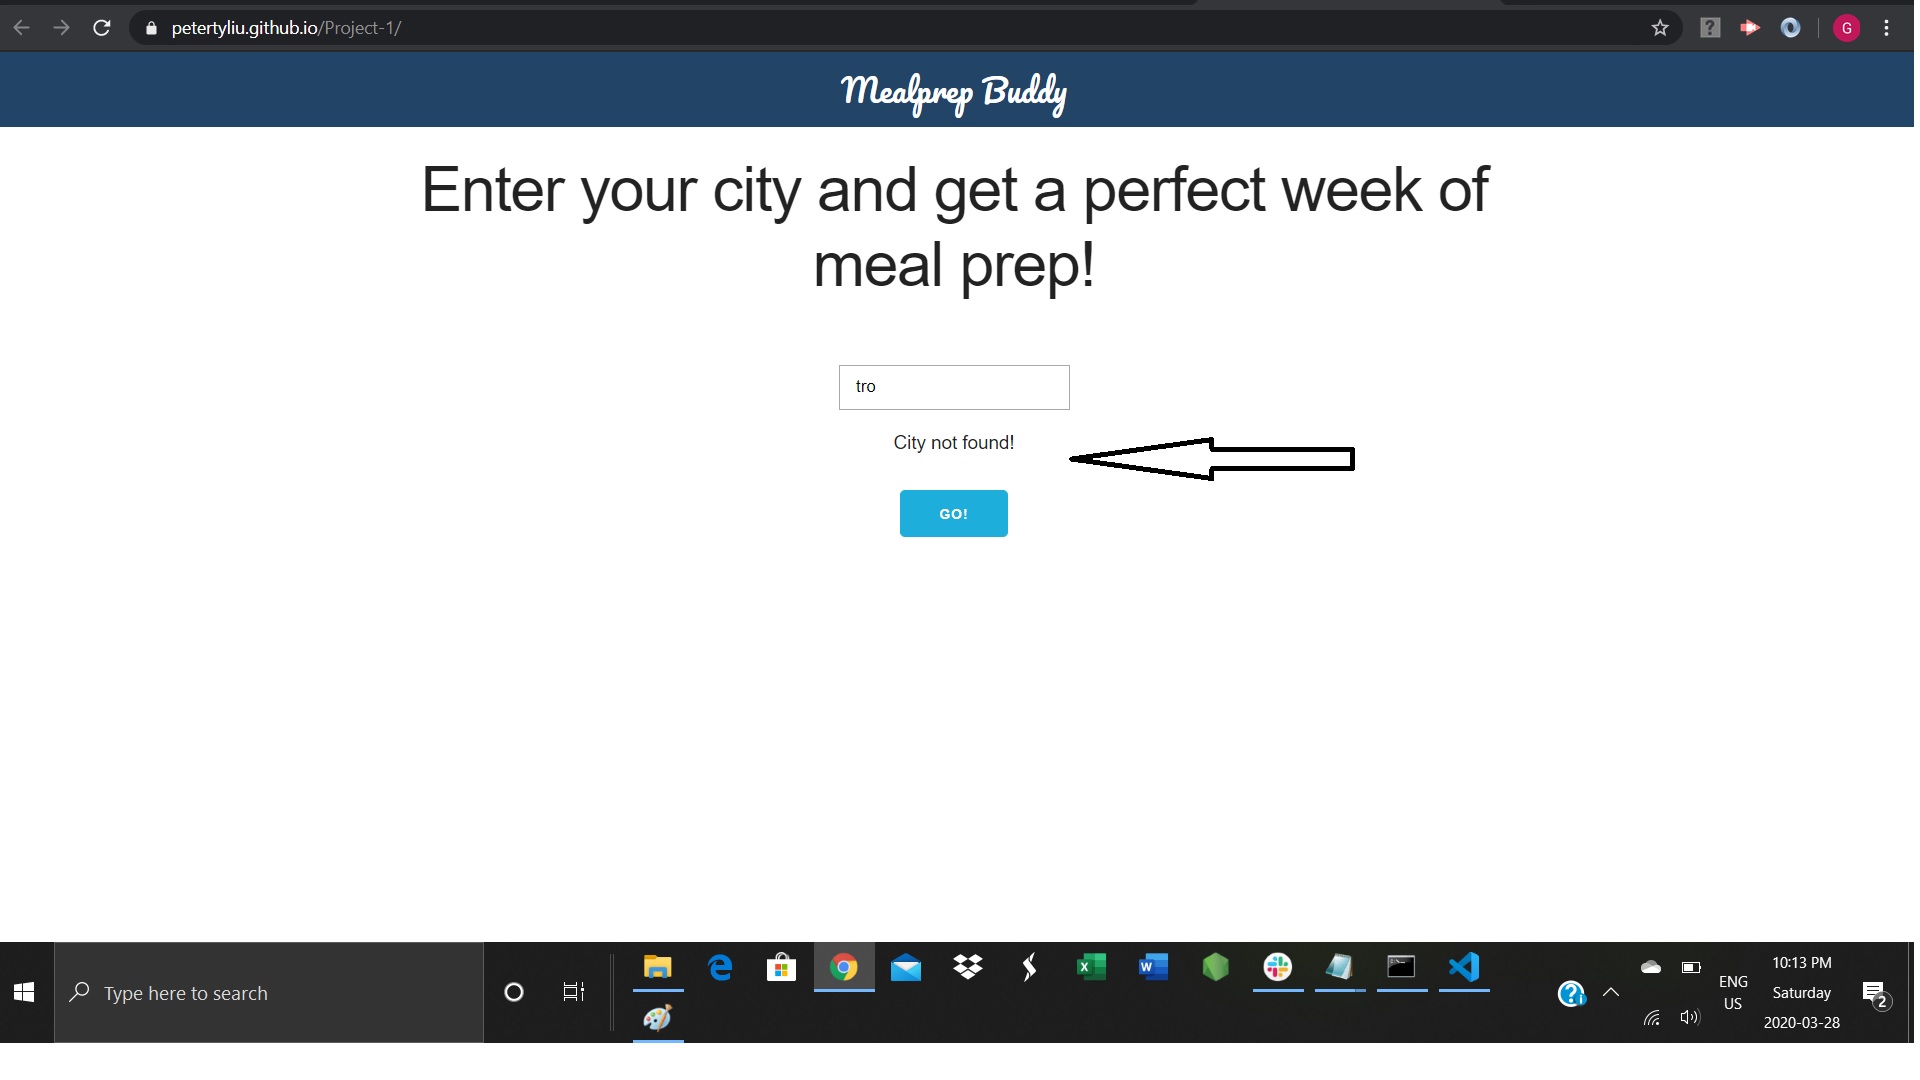 petertyliu.github.io/Project-1/
G
Mealprep Buddy
Enter your city and get a perfect week of
meal prep!
tro
City not found!
GO!
Type here to search
ENG
US
10:13 PM
Saturday
2020-03-28
2